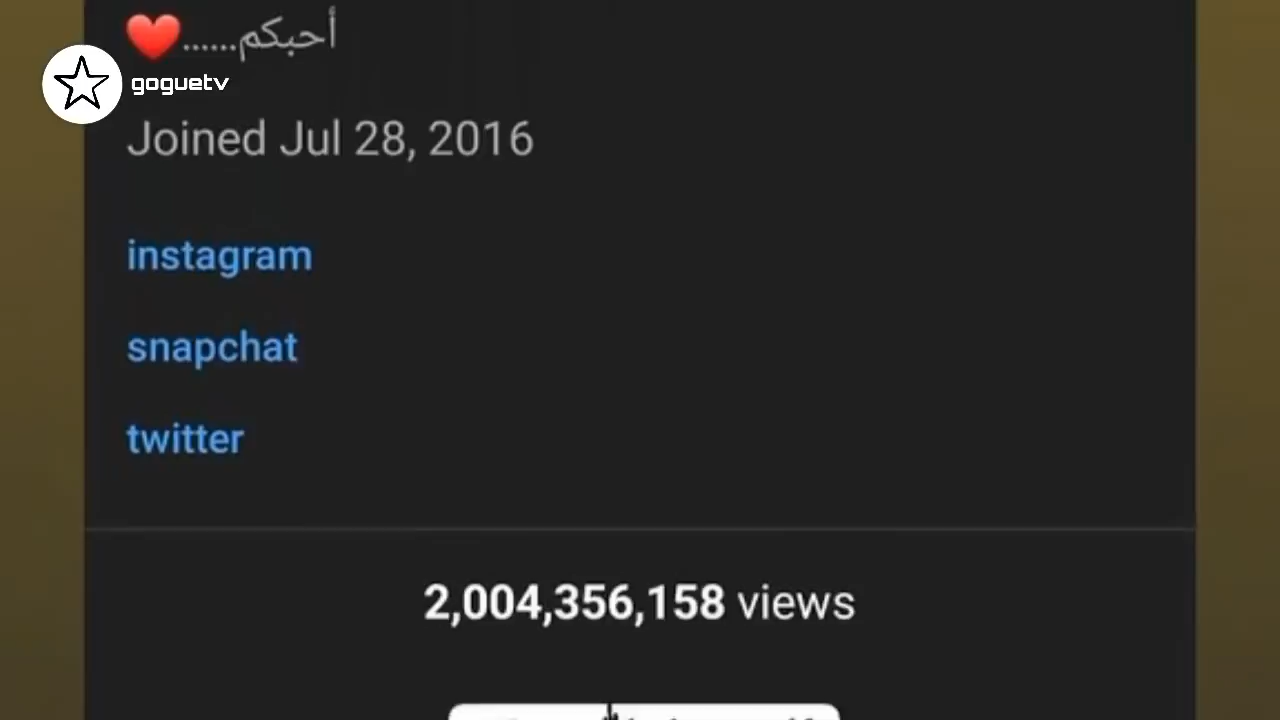 أحبكم......❤️
goguetv
Joined Jul 28, 2016
instagram
snapchat
twitter
2,004,356,158 views